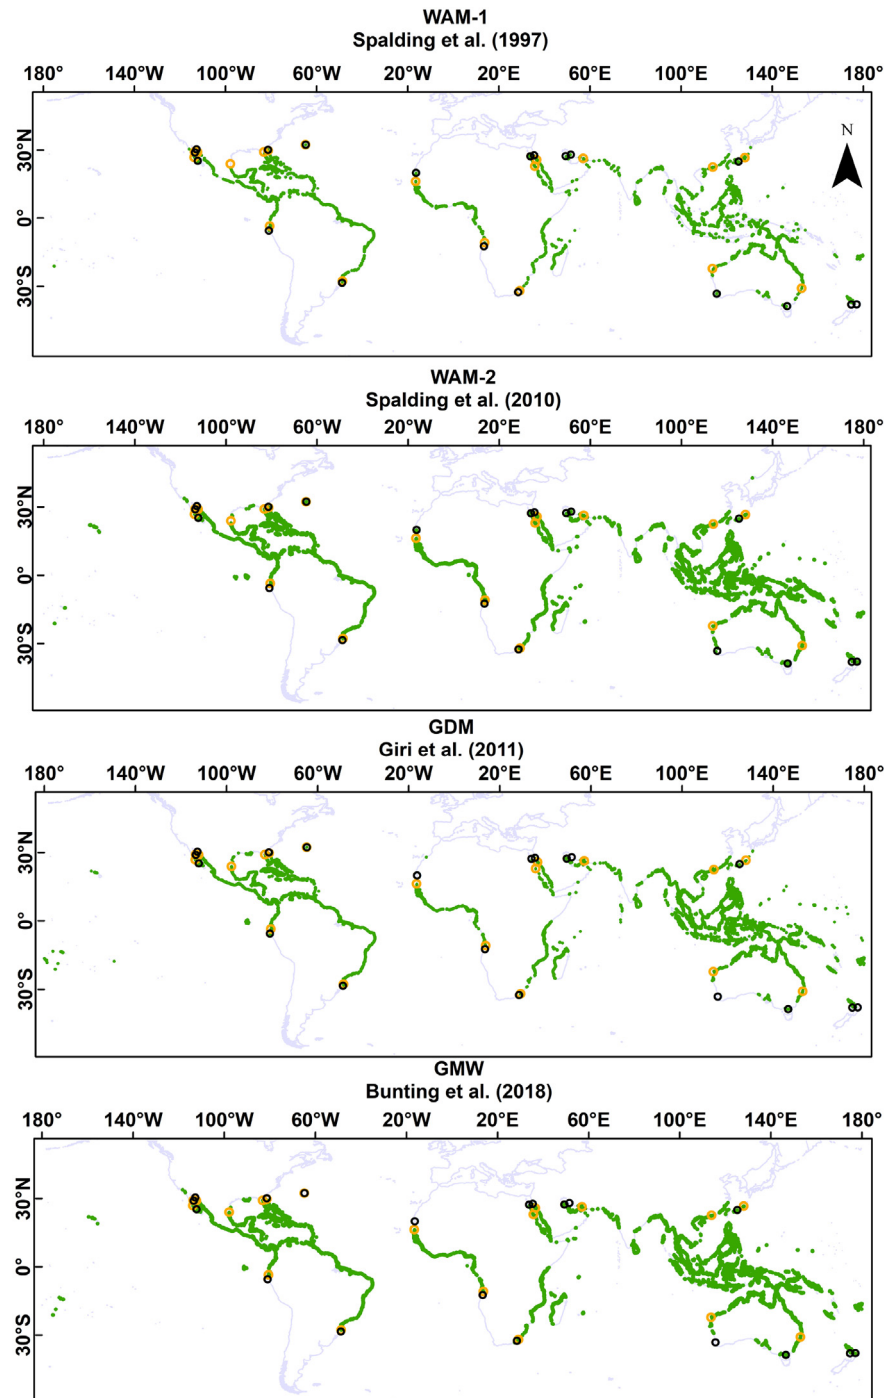 WAM-1
Spalding et al. (1997)
180° 140°W 100°W 60°W 20°W 20°E 60°E 100°E 140°E 180°
N
30°N
0°
30°S
WAM-2
Spalding et al. (2010)
180° 140°W 100°W 60°W 20°W 20°E 60°E 100°E 140°E 180°
30°N
0°
30°S
GDM
Giri et al. (2011)
180° 140°W 100°W 60°W 20°W 20°E 60°E 100°E 140°E 180°
30°N
0°
30°S
GMW
Bunting et al. (2018)
180° 140°W 100°W 60°W 20°W 20°E 60°E 100°E 140°E 180°
30°N
0°
30°S